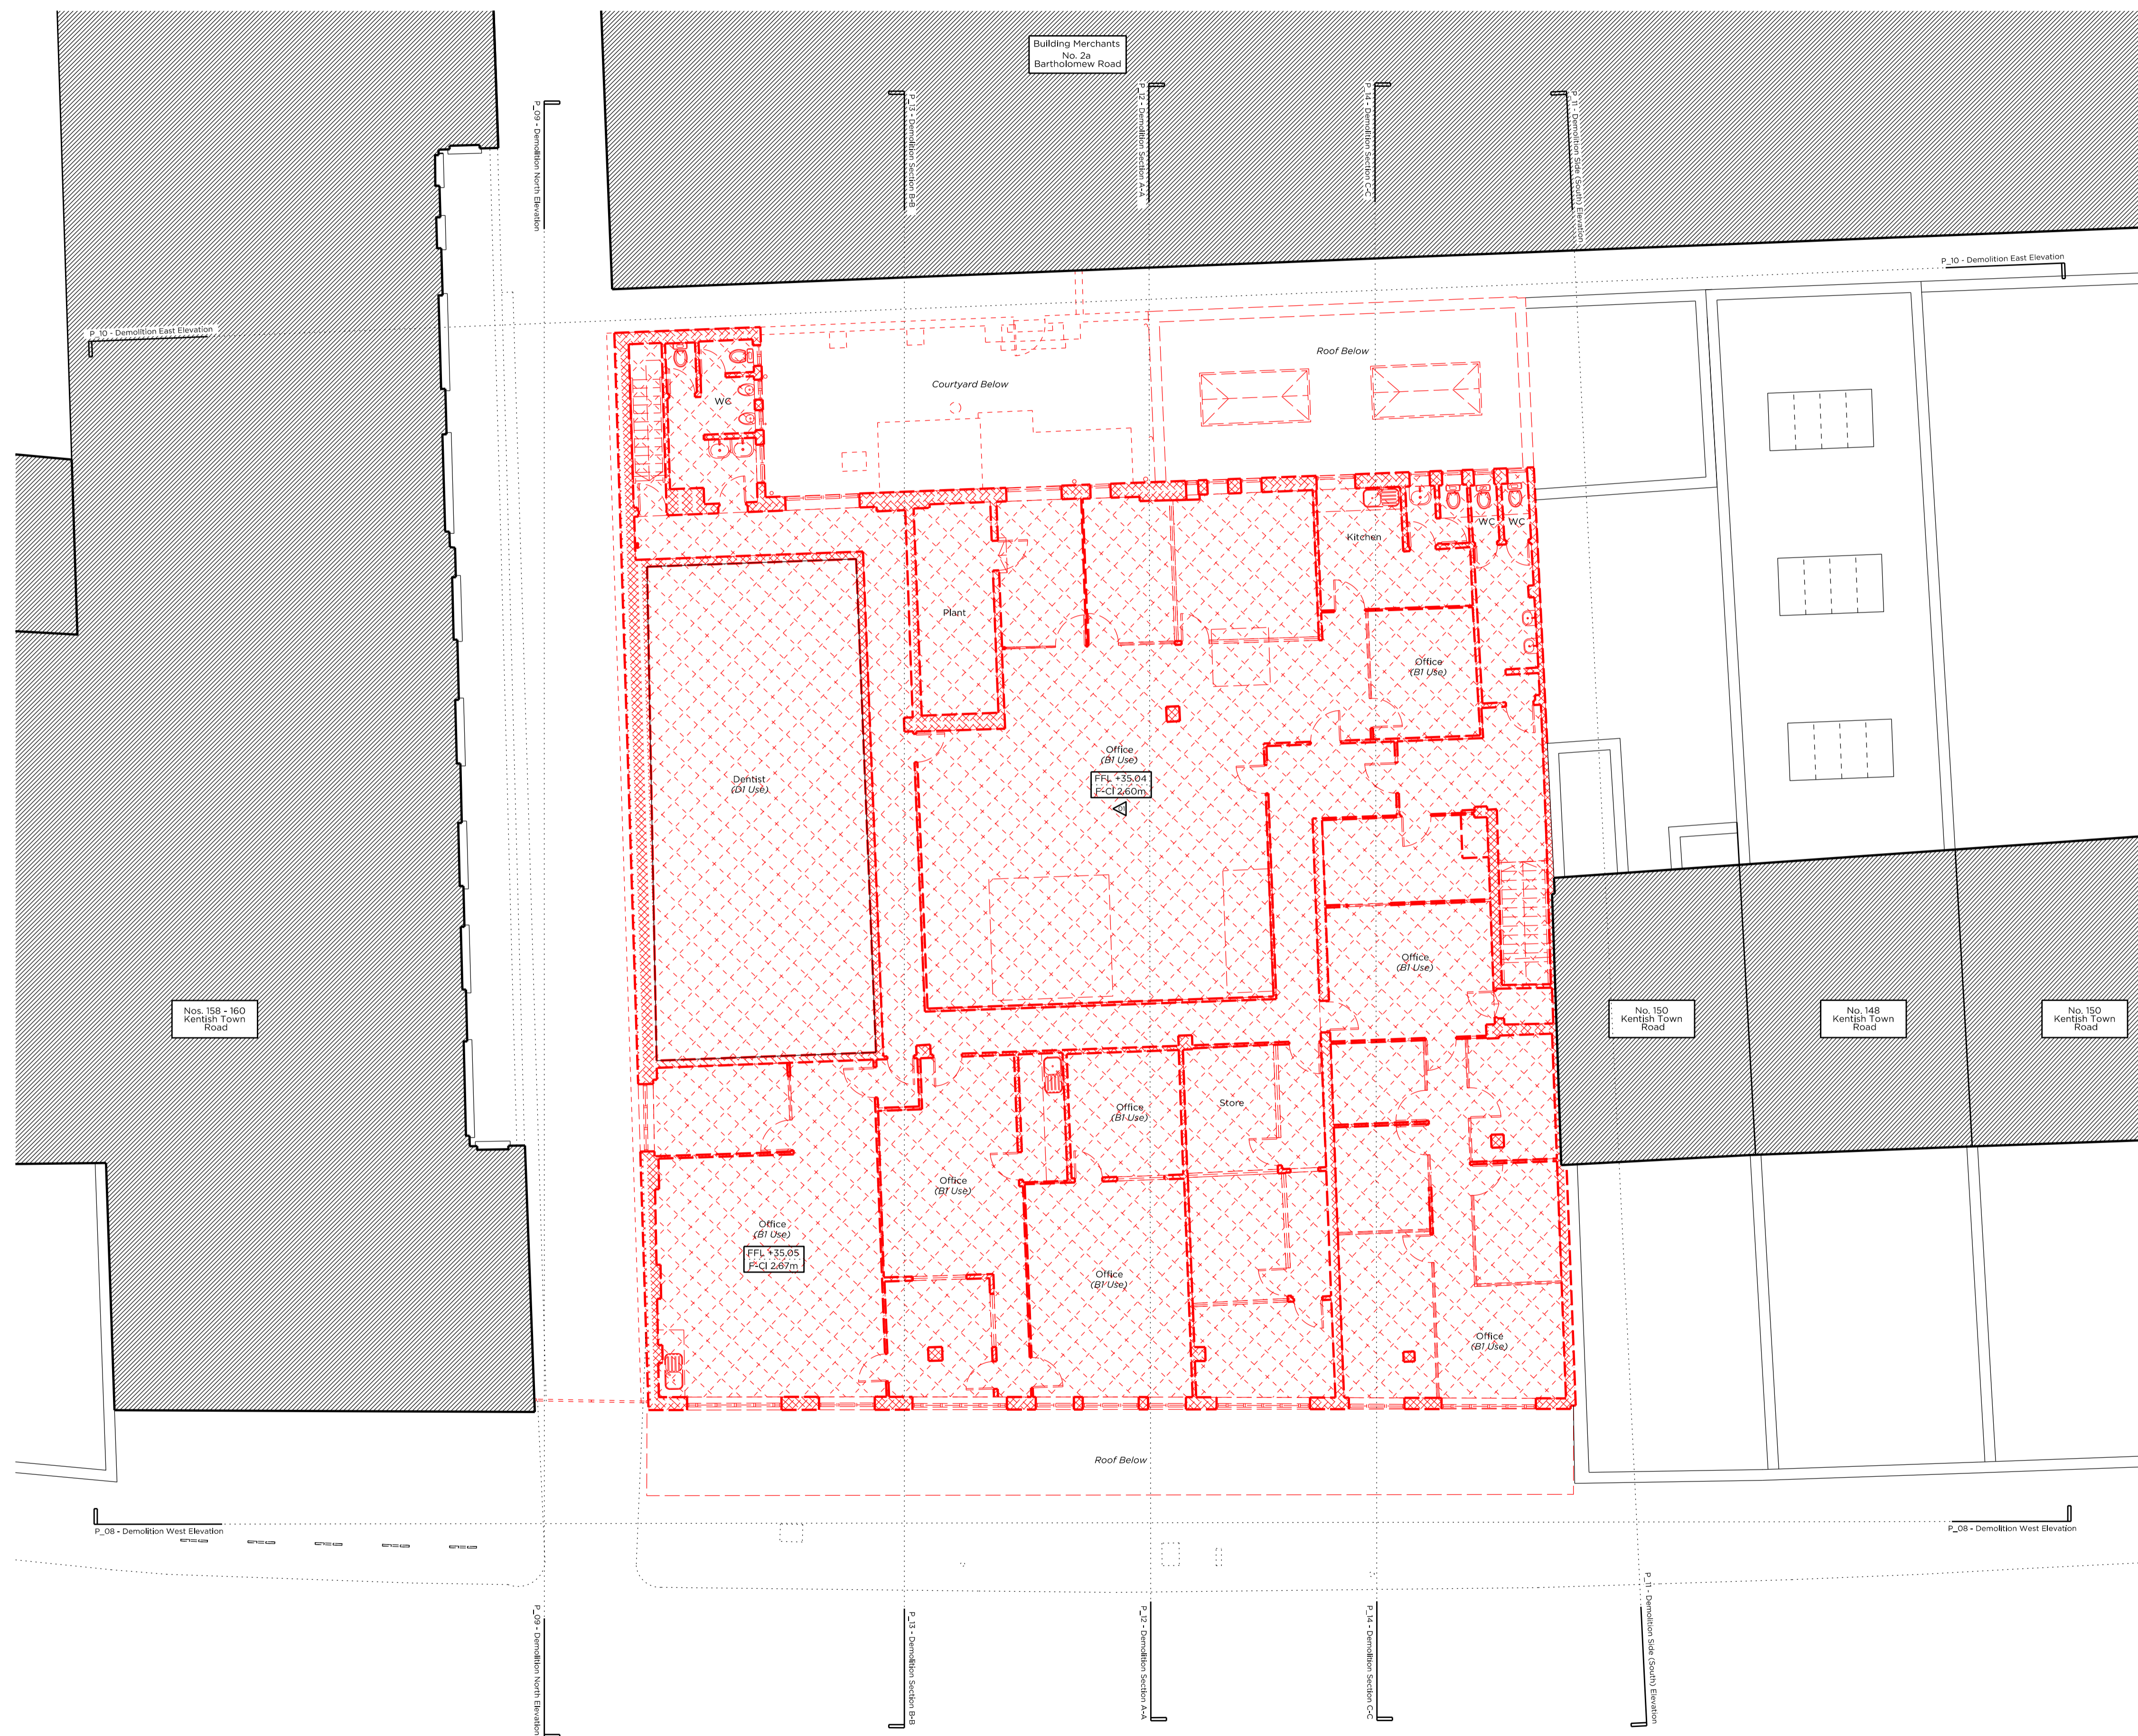 Building Merchants
No. 2a
Bartholomew Road
P_09 - Demolition North Elevation
P_13 - Demolition Section B-B
P_12 - Demolition Section A-A
P_14 - Demolition Section C-C
P_11 - Demolition Side (South) Elevation
P_10 - Demolition East Elevation
P_10 - Demolition East Elevation
Roof Below
Courtyard Below
WC
WC
WC
Kitchen
Plant
Office
(B1 Use)
Office
(B1 Use)
FFL +35.04
F-Cl 2.60m
Dentist
(D1 Use)
Office
(B1 Use)
Nos. 158 - 160
Kentish Town
Road
No. 150
Kentish Town
Road
No. 148
Kentish Town
Road
No. 150
Kentish Town
Road
Office
(B1 Use)
Store
Office
(B1 Use)
Office
(B1 Use)
FFL +35.05
F-Cl 2.67m
Office
(B1 Use)
Office
(B1 Use)
Roof Below
P_08 - Demolition West Elevation
P_08 - Demolition West Elevation
P_09 - Demolition North Elevation
P_13 - Demolition Section B-B
P_12 - Demolition Section A-A
P_14 - Demolition Section C-C
P_11 - Demolition Side (South) Elevation